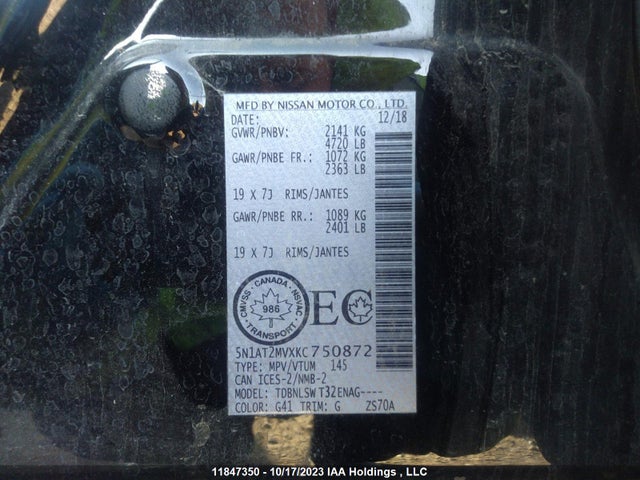 MFD BY NISSAN MOTOR CO., LTD.
DATE: 12/18
GVWR/PNBV: 2141 KG
4720 LB
GAWR/PNBE FR.: 1072 KG
2363 LB
19 X 7J RIMS/JANTES
GAWR/PNBE RR.: 1089 KG
2401 LB
19 X 7J RIMS/JANTES
CMVSS · CANADA · NSVAC
986
TRANSPORT
EC
5N1AT2MVXKC750872
TYPE: MPV/VTUM 145
CAN ICES-2/NMB-2
MODEL: TDBNLSW T32ENAG----
COLOR: G41 TRIM: G ZS70A
11847350 - 10/17/2023 IAA Holdings , LLC